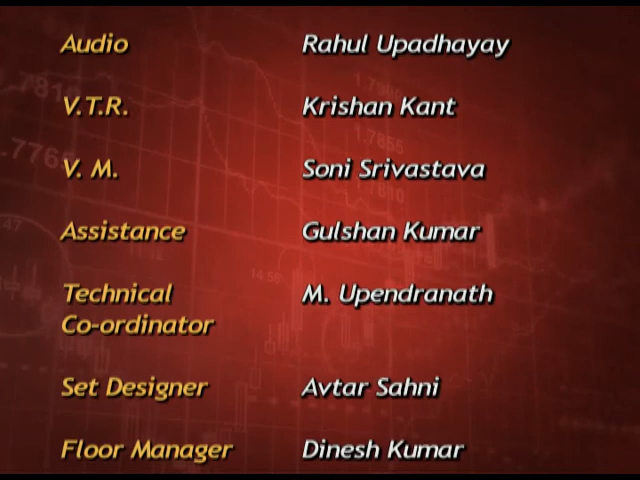 Audio Rahul Upadhayay
V.T.R. Krishan Kant
V. M. Soni Srivastava
Assistance Gulshan Kumar
Technical M. Upendranath
Co-ordinator
Set Designer Avtar Sahni
Floor Manager Dinesh Kumar